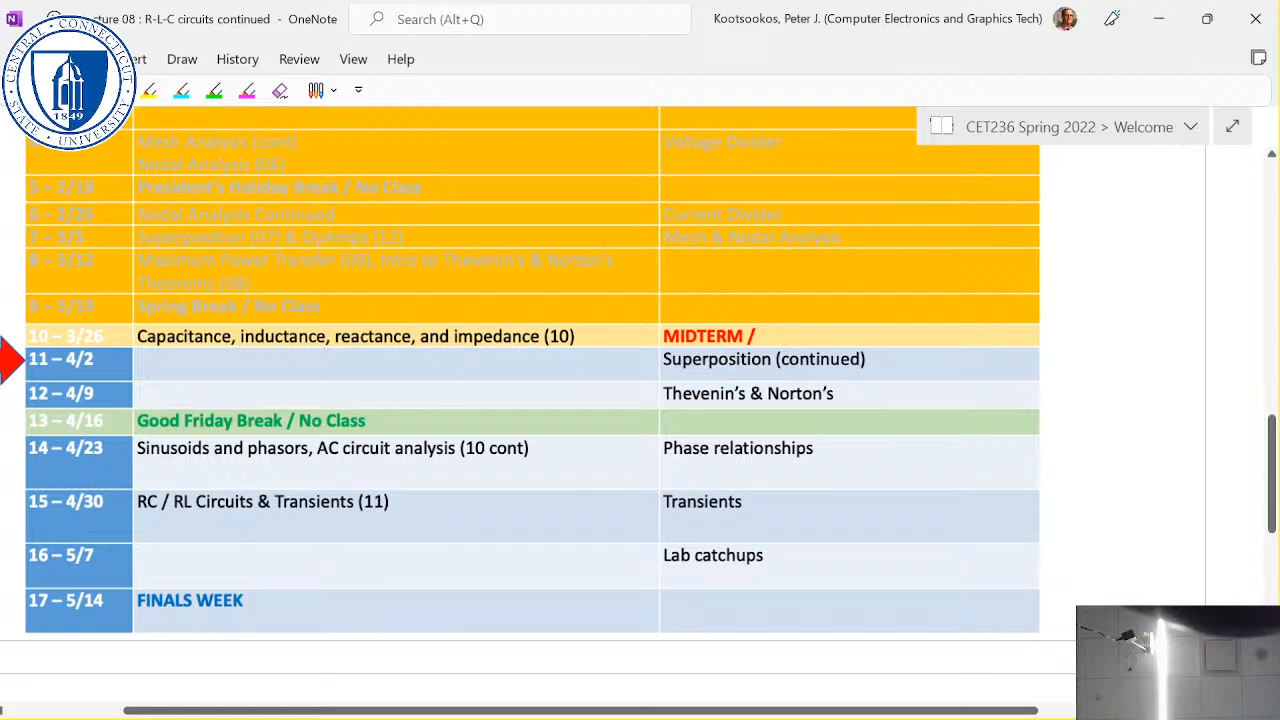 cture 08 : R-L-C circuits continued - OneNote
Search (Alt+Q)
Kootsookos, Peter J. (Computer Electronics and Graphics Tech)
rt Draw History Review View Help
CENTRAL CONNECTICUT STATE UNIVERSITY
1849
CET236 Spring 2022 > Welcome
Mesh Analysis (cont) Voltage Divider
Nodal Analysis (06)
5 – 2/19 President's Holiday Break / No Class
6 – 2/26 Nodal Analysis Continued Current Divider
7 – 3/5 Superposition (07) & OpAmps (12) Mesh & Nodal Analysis
8 – 3/12 Maximum Power Transfer (09), Intro to Thevenin's & Norton's
Theorems (08)
9 – 3/19 Spring Break / No Class
10 – 3/26 Capacitance, inductance, reactance, and impedance (10) MIDTERM /
11 – 4/2 Superposition (continued)
12 – 4/9 Thevenin's & Norton's
13 – 4/16 Good Friday Break / No Class
14 – 4/23 Sinusoids and phasors, AC circuit analysis (10 cont) Phase relationships
15 – 4/30 RC / RL Circuits & Transients (11) Transients
16 – 5/7 Lab catchups
17 – 5/14 FINALS WEEK